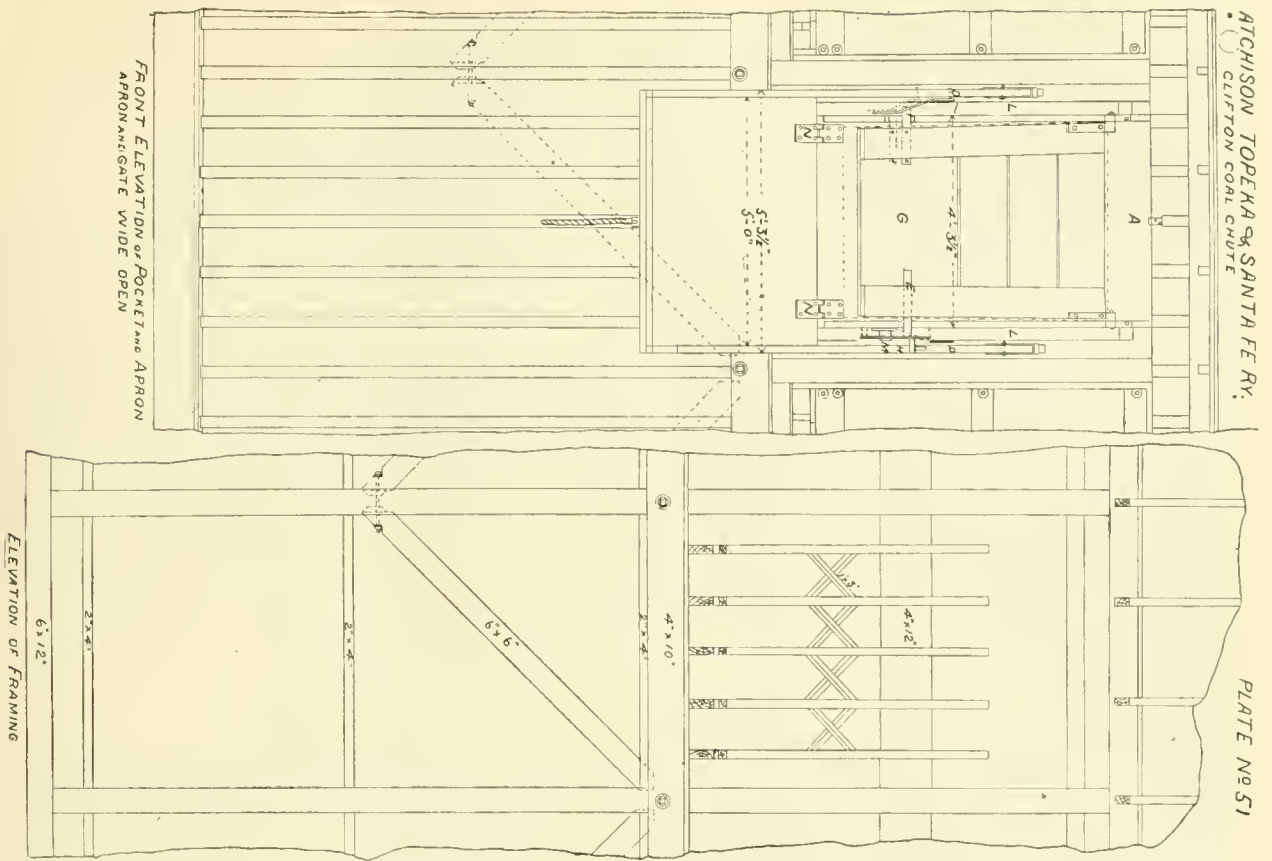 ATCHISON TOPEKA & SANTA FE RY.
CLIFTON COAL CHUTE
PLATE Nº 51
A
L
L
D
D
4'-3½"
G
F
E
H
M
N
N
5'-3½"
5'-0"
FRONT ELEVATION OF POCKET AND APRON
APRON AND GATE WIDE OPEN
4"x12"
1"x3"
4"x10"
2"x4"
6"x6"
2"x4"
2"x4"
6"x12"
ELEVATION OF FRAMING